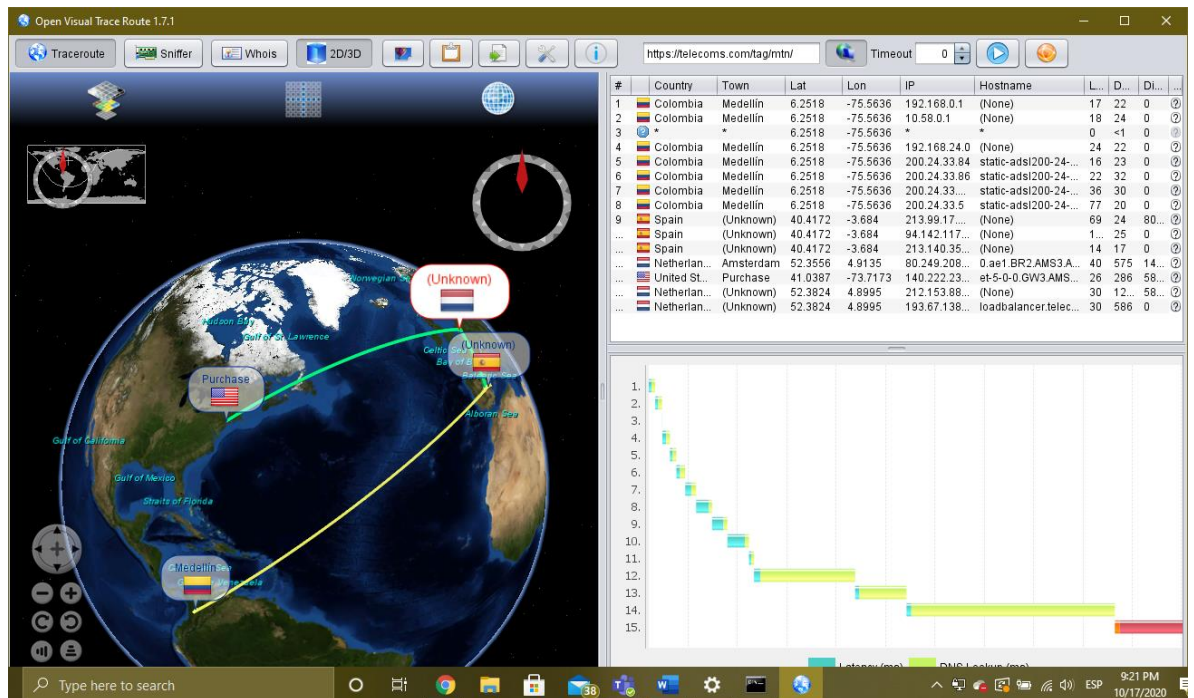 Open Visual Trace Route 1.7.1
Traceroute Sniffer Whois 2D/3D https://telecoms.com/tag/mtn/ Timeout 0
# Country Town Lat Lon IP Hostname L... D... Di... ...
1 Colombia Medellín 6.2518 -75.5636 192.168.0.1 (None) 17 22 0
2 Colombia Medellín 6.2518 -75.5636 10.58.0.1 (None) 18 24 0
3 * * 6.2518 -75.5636 * * 0 <1 0
4 Colombia Medellín 6.2518 -75.5636 192.168.24.0 (None) 24 22 0
5 Colombia Medellín 6.2518 -75.5636 200.24.33.84 static-adsl200-24-... 16 23 0
6 Colombia Medellín 6.2518 -75.5636 200.24.33.86 static-adsl200-24-... 22 32 0
7 Colombia Medellín 6.2518 -75.5636 200.24.33.... static-adsl200-24-... 36 30 0
8 Colombia Medellín 6.2518 -75.5636 200.24.33.5 static-adsl200-24-... 77 20 0
9 Spain (Unknown) 40.4172 -3.684 213.99.17... (None) 69 24 80...
... Spain (Unknown) 40.4172 -3.684 94.142.117... (None) 1... 25 0
... Spain (Unknown) 40.4172 -3.684 213.140.35... (None) 14 17 0
... Netherlan... Amsterdam 52.3556 4.9135 80.249.208... 0.ae1.BR2.AMS3.A... 40 575 14...
... United St... Purchase 41.0387 -73.7173 140.222.23... et-5-0-0.GW3.AMS... 26 286 58...
... Netherlan... (Unknown) 52.3824 4.8995 212.153.88... (None) 30 12... 58...
... Netherlan... (Unknown) 52.3824 4.8995 193.67.138... loadbalancer.telec... 30 586 0
Norwegian
(Unknown)
Hudson Bay
Gulf of St. Lawrence
Celtic Sea
(Unknown)
Bay of
Purchase
Alboran Sea
Gulf of California
Gulf of Mexico
Straits of Florida
Medellín
1.
2.
3.
4.
5.
6.
7.
8.
9.
10.
11.
12.
13.
14.
15.
Latency (ms) DNS Lookup (ms)
Type here to search
38
ESP
9:21 PM
10/17/2020